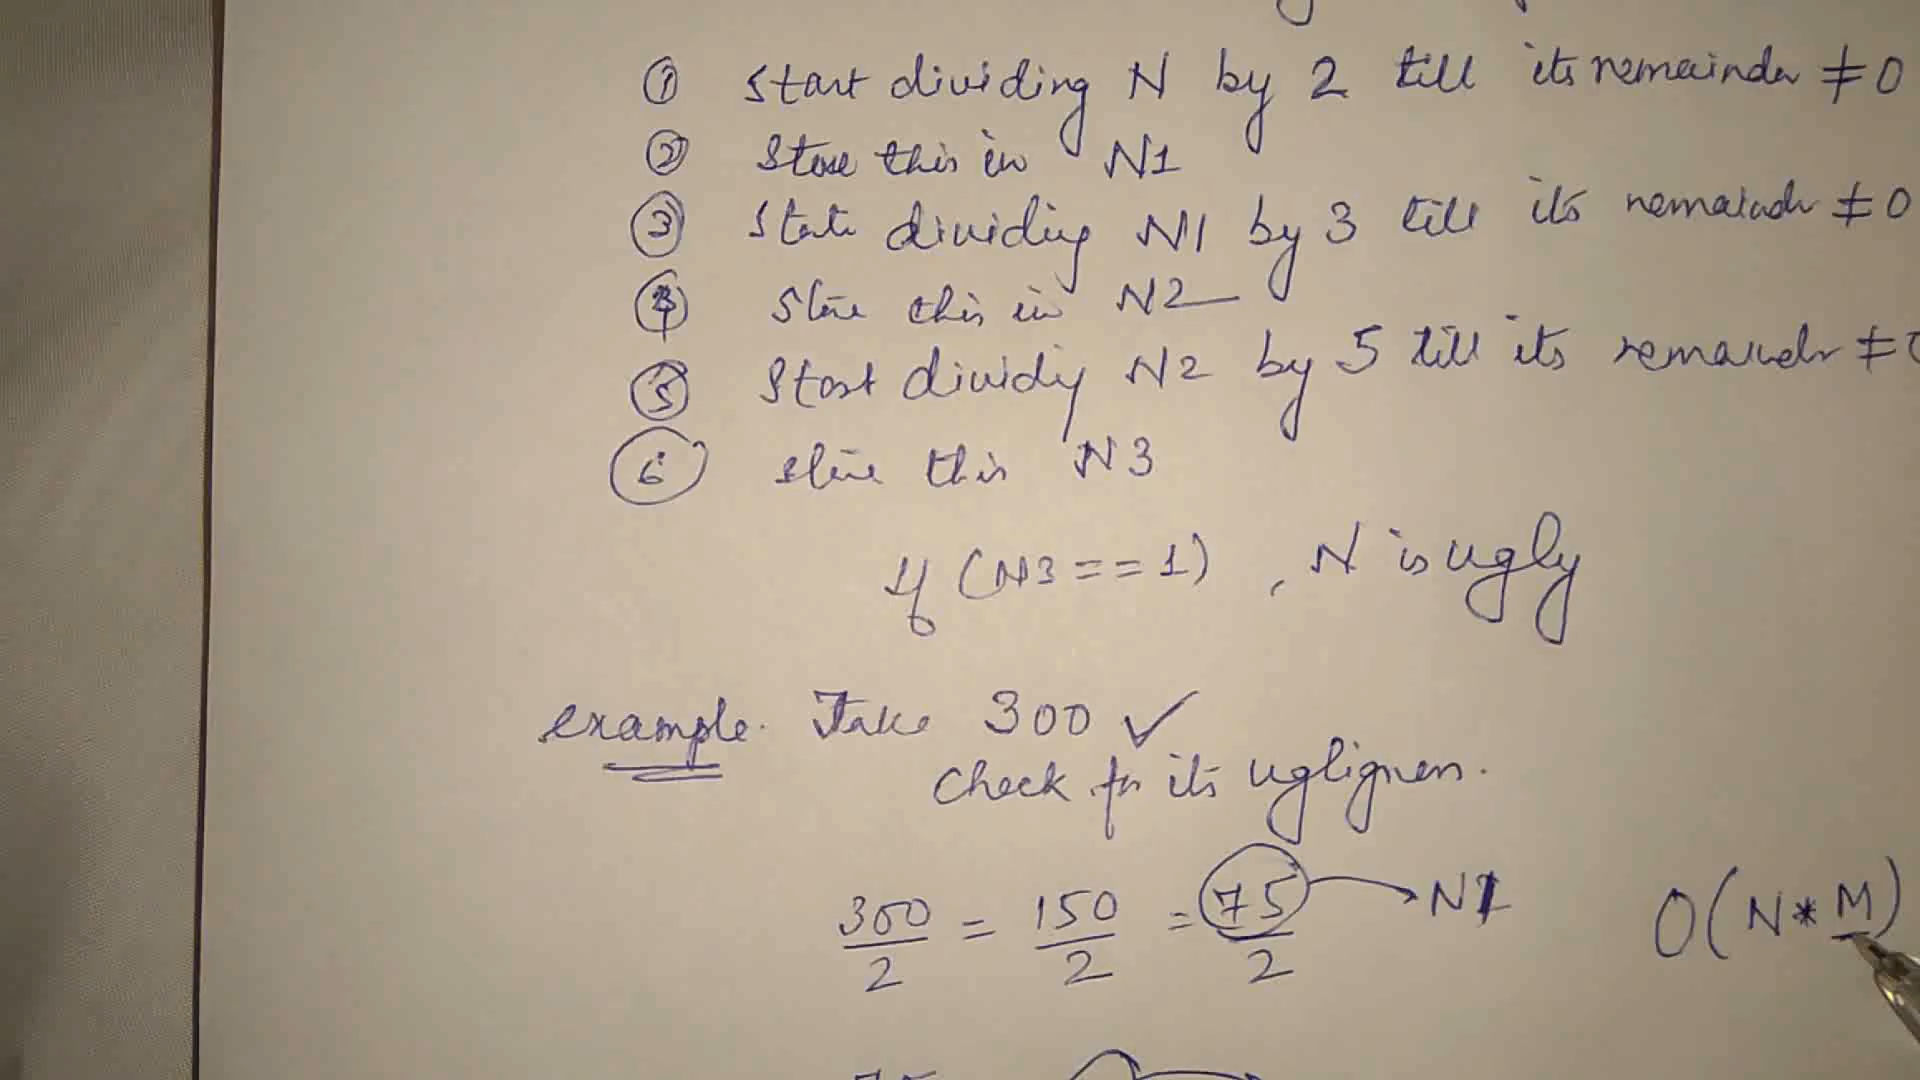 ① Start dividing N by 2 till its remainder ≠ 0
② Store this in N1
③ Start dividing N1 by 3 till its remainder ≠ 0
④ Store this in N2
⑤ Start dividing N2 by 5 till its remainder ≠ 0
⑥ store this N3
If (N3 == 1) , N is ugly
example. Take 300 ✓
Check for its ugligness.
300/2 = 150/2 = 75/2 → N1
O(N * M)
75